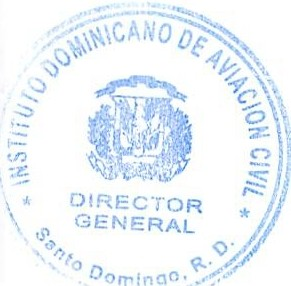 * INSTITUTO DOMINICANO DE AVIACION CIVIL *
DIRECTOR
GENERAL
Santo Domingo, R. D.